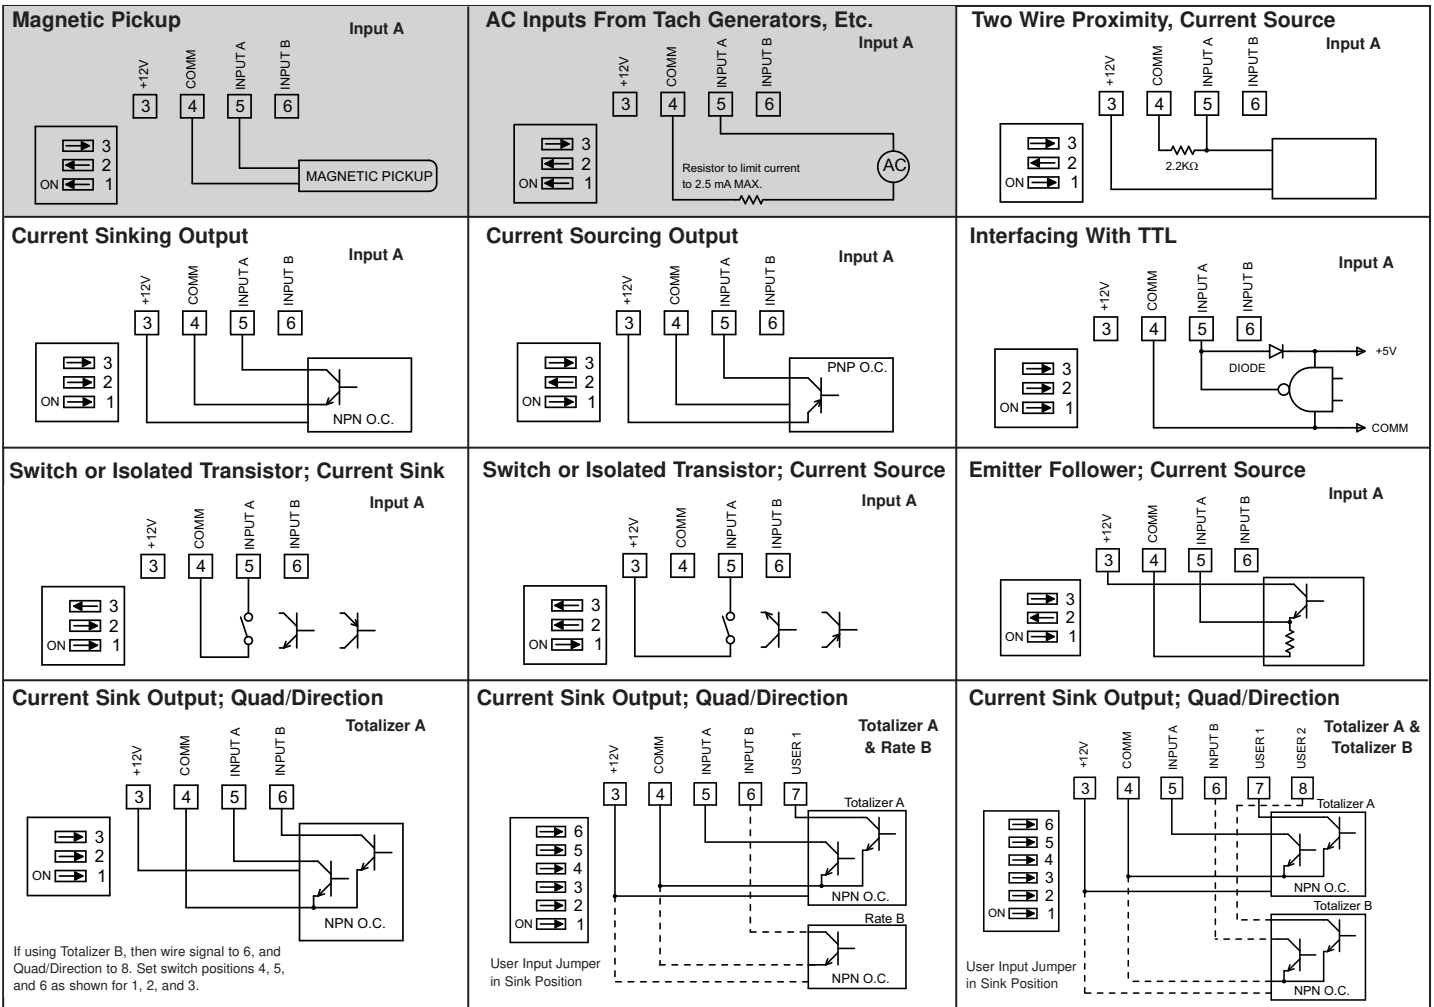 Magnetic Pickup
Input A
+12V
COMM
INPUT A
INPUT B
3
4
5
6
3
2
ON 1
MAGNETIC PICKUP
AC Inputs From Tach Generators, Etc.
Input A
+12V
COMM
INPUT A
INPUT B
3
4
5
6
3
2
ON 1
Resistor to limit current
to 2.5 mA MAX.
AC
Two Wire Proximity, Current Source
Input A
+12V
COMM
INPUT A
INPUT B
3
4
5
6
3
2
ON 1
2.2KΩ
Current Sinking Output
Input A
+12V
COMM
INPUT A
INPUT B
3
4
5
6
3
2
ON 1
NPN O.C.
Current Sourcing Output
Input A
+12V
COMM
INPUT A
INPUT B
3
4
5
6
3
2
ON 1
PNP O.C.
Interfacing With TTL
Input A
+12V
COMM
INPUT A
INPUT B
3
4
5
6
3
2
ON 1
DIODE
+5V
COMM
Switch or Isolated Transistor; Current Sink
Input A
+12V
COMM
INPUT A
INPUT B
3
4
5
6
3
2
ON 1
Switch or Isolated Transistor; Current Source
Input A
+12V
COMM
INPUT A
INPUT B
3
4
5
6
3
2
ON 1
Emitter Follower; Current Source
Input A
+12V
COMM
INPUT A
INPUT B
3
4
5
6
3
2
ON 1
Current Sink Output; Quad/Direction
Totalizer A
+12V
COMM
INPUT A
INPUT B
3
4
5
6
3
2
ON 1
NPN O.C.
If using Totalizer B, then wire signal to 6, and
Quad/Direction to 8. Set switch positions 4, 5,
and 6 as shown for 1, 2, and 3.
Current Sink Output; Quad/Direction
Totalizer A
& Rate B
+12V
COMM
INPUT A
INPUT B
USER 1
3
4
5
6
7
Totalizer A
6
5
4
3
2
ON 1
NPN O.C.
Rate B
NPN O.C.
User Input Jumper
in Sink Position
Current Sink Output; Quad/Direction
Totalizer A &
Totalizer B
+12V
COMM
INPUT A
INPUT B
USER 1
USER 2
3
4
5
6
7
8
Totalizer A
6
5
4
3
2
ON 1
NPN O.C.
Totalizer B
NPN O.C.
User Input Jumper
in Sink Position